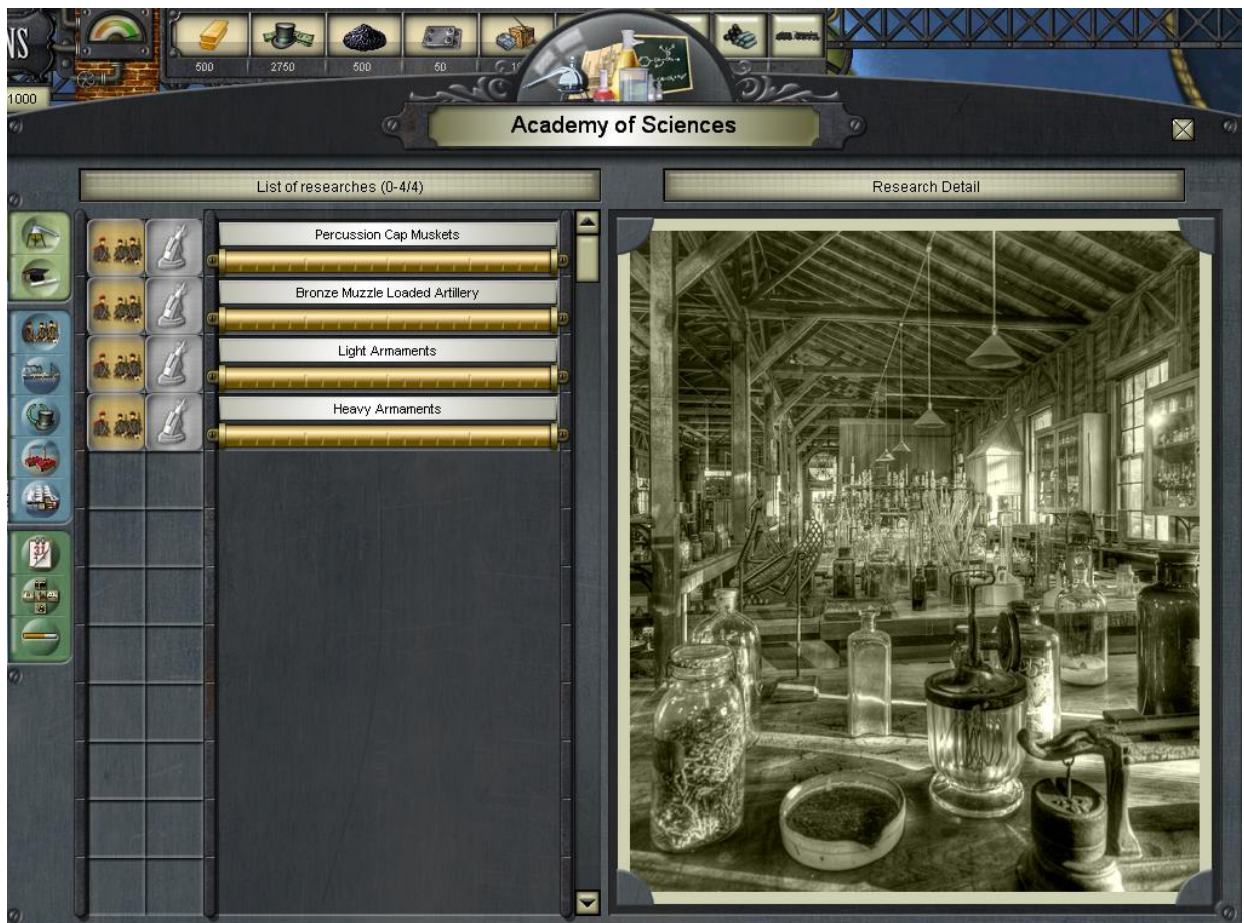 NS
500
2750
500
50
1000
Academy of Sciences
List of researches (0-4/4)
Research Detail
Percussion Cap Muskets
Bronze Muzzle Loaded Artillery
Light Armaments
Heavy Armaments
31